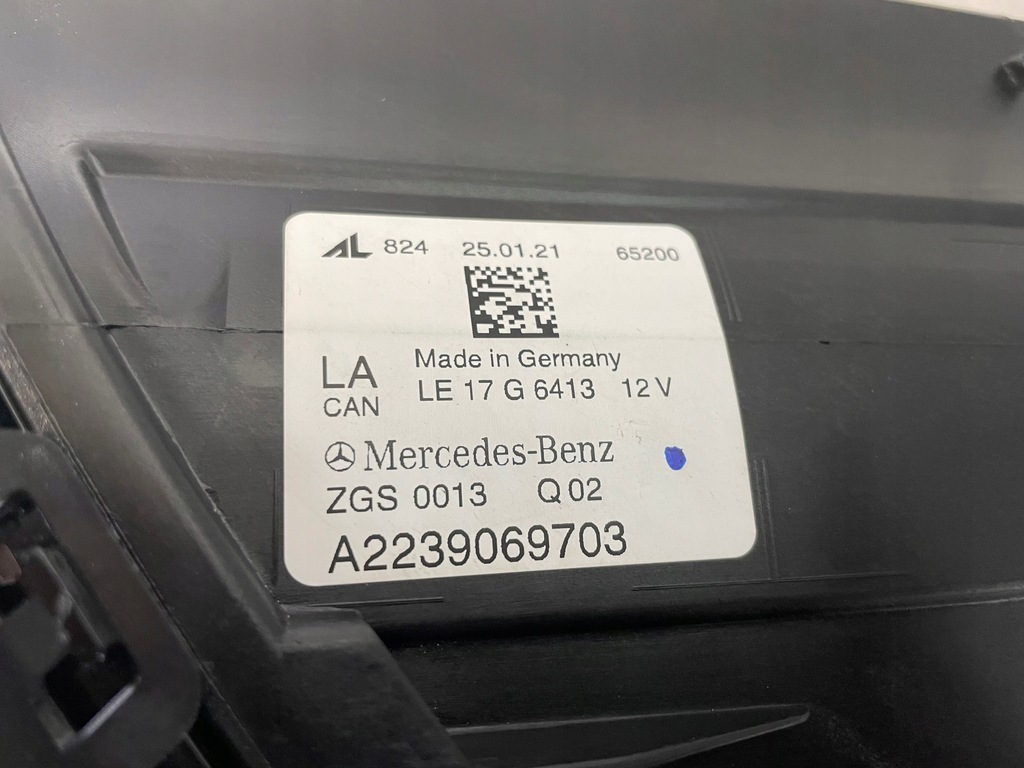 AL 824 25.01.21 65200
LA Made in Germany
CAN LE 17 G 6413 12 V
Mercedes-Benz
ZGS 0013 Q 02
A2239069703